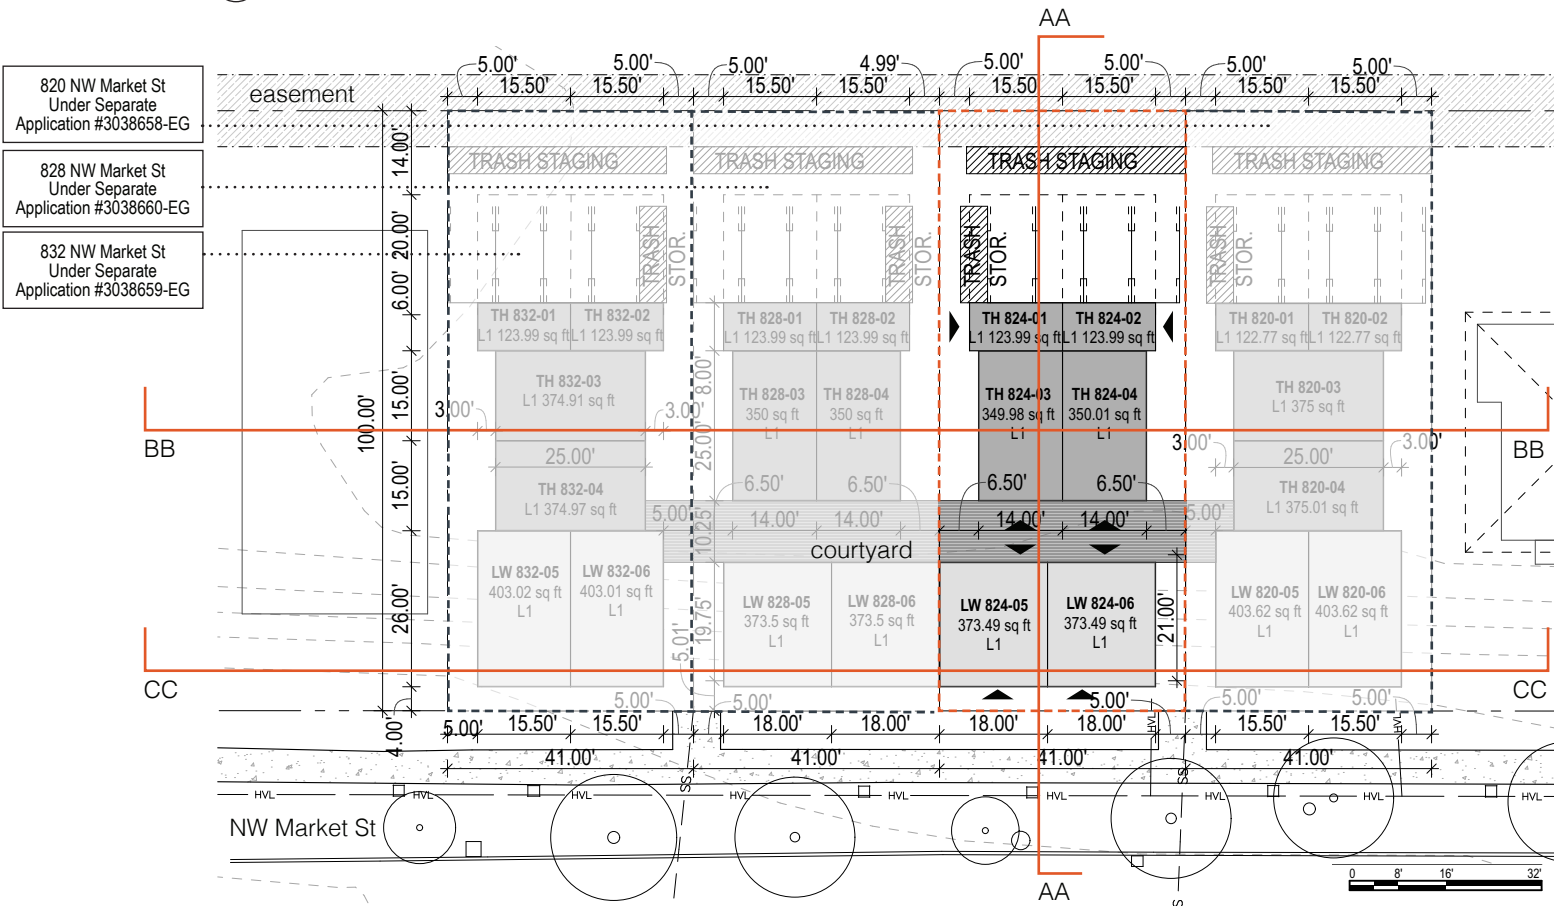 AA
5.00'
5.00'
5.00'
4.99'
5.00'
5.00'
5.00'
5.00'
15.50'
15.50'
15.50'
15.50'
15.50'
15.50'
15.50'
15.50'
820 NW Market St
Under Separate
Application #3038658-EG
easement
828 NW Market St
Under Separate
Application #3038660-EG
832 NW Market St
Under Separate
Application #3038659-EG
14.00'
20.00'
6.00'
15.00'
15.00'
26.00'
4.00'
100.00'
TRASH STAGING
TRASH STAGING
TRASH STAGING
TRASH STAGING
TRASH
STOR.
TRASH
STOR.
TRASH
STOR.
TRASH
STOR.
TH 832-01
L1 123.99 sq ft
TH 832-02
L1 123.99 sq ft
TH 828-01
L1 123.99 sq ft
TH 828-02
L1 123.99 sq ft
TH 824-01
L1 123.99 sq ft
TH 824-02
L1 123.99 sq ft
TH 820-01
L1 122.77 sq ft
TH 820-02
L1 122.77 sq ft
TH 832-03
L1 374.91 sq ft
TH 828-03
350 sq ft
L1
TH 828-04
350 sq ft
L1
TH 824-03
349.98 sq ft
L1
TH 824-04
350.01 sq ft
L1
TH 820-03
L1 375 sq ft
3.00'
3.00'
8.00'
25.00'
3.00'
3.00'
BB
BB
25.00'
25.00'
TH 832-04
L1 374.97 sq ft
TH 820-04
L1 375.01 sq ft
6.50'
6.50'
6.50'
6.50'
5.00'
10.25'
14.00'
14.00'
14.00'
14.00'
5.00'
courtyard
LW 832-05
403.02 sq ft
L1
LW 832-06
403.01 sq ft
L1
LW 828-05
373.5 sq ft
L1
LW 828-06
373.5 sq ft
L1
LW 824-05
373.49 sq ft
L1
LW 824-06
373.49 sq ft
L1
LW 820-05
403.62 sq ft
L1
LW 820-06
403.62 sq ft
L1
5.01'
19.75'
21.00'
CC
CC
5.00'
5.00'
5.00'
5.00'
5.00'
5.00'
15.50'
15.50'
18.00'
18.00'
18.00'
18.00'
15.50'
15.50'
HVL
HVL
41.00'
41.00'
41.00'
41.00'
SS
SS
HVL
HVL
HVL
HVL
HVL
HVL
HVL
HVL
HVL
NW Market St
0
8'
16'
32'
AA